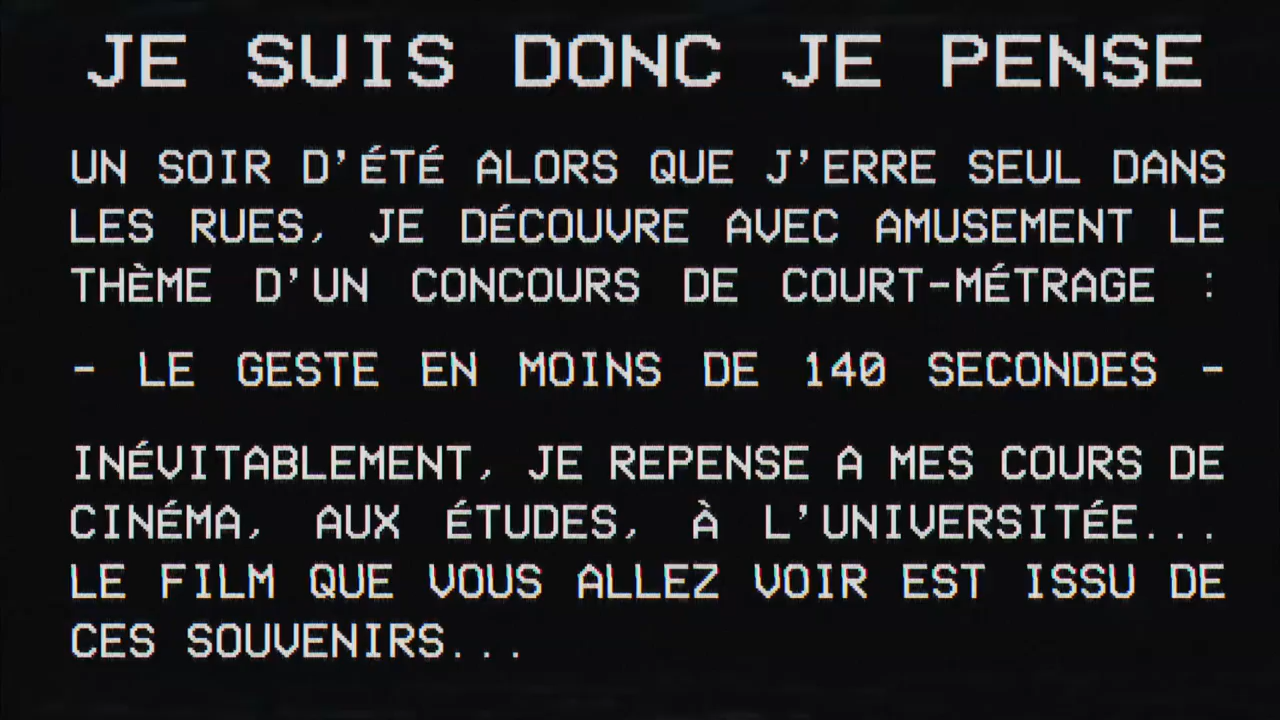 JE SUIS DONC JE PENSE
UN SOIR D'ÉTÉ ALORS QUE J'ERRE SEUL DANS
LES RUES, JE DÉCOUVRE AVEC AMUSEMENT LE
THÈME D'UN CONCOURS DE COURT-MÉTRAGE :
- LE GESTE EN MOINS DE 140 SECONDES -
INÉVITABLEMENT, JE REPENSE A MES COURS DE
CINÉMA, AUX ÉTUDES, À L'UNIVERSITÉE...
LE FILM QUE VOUS ALLEZ VOIR EST ISSU DE
CES SOUVENIRS...